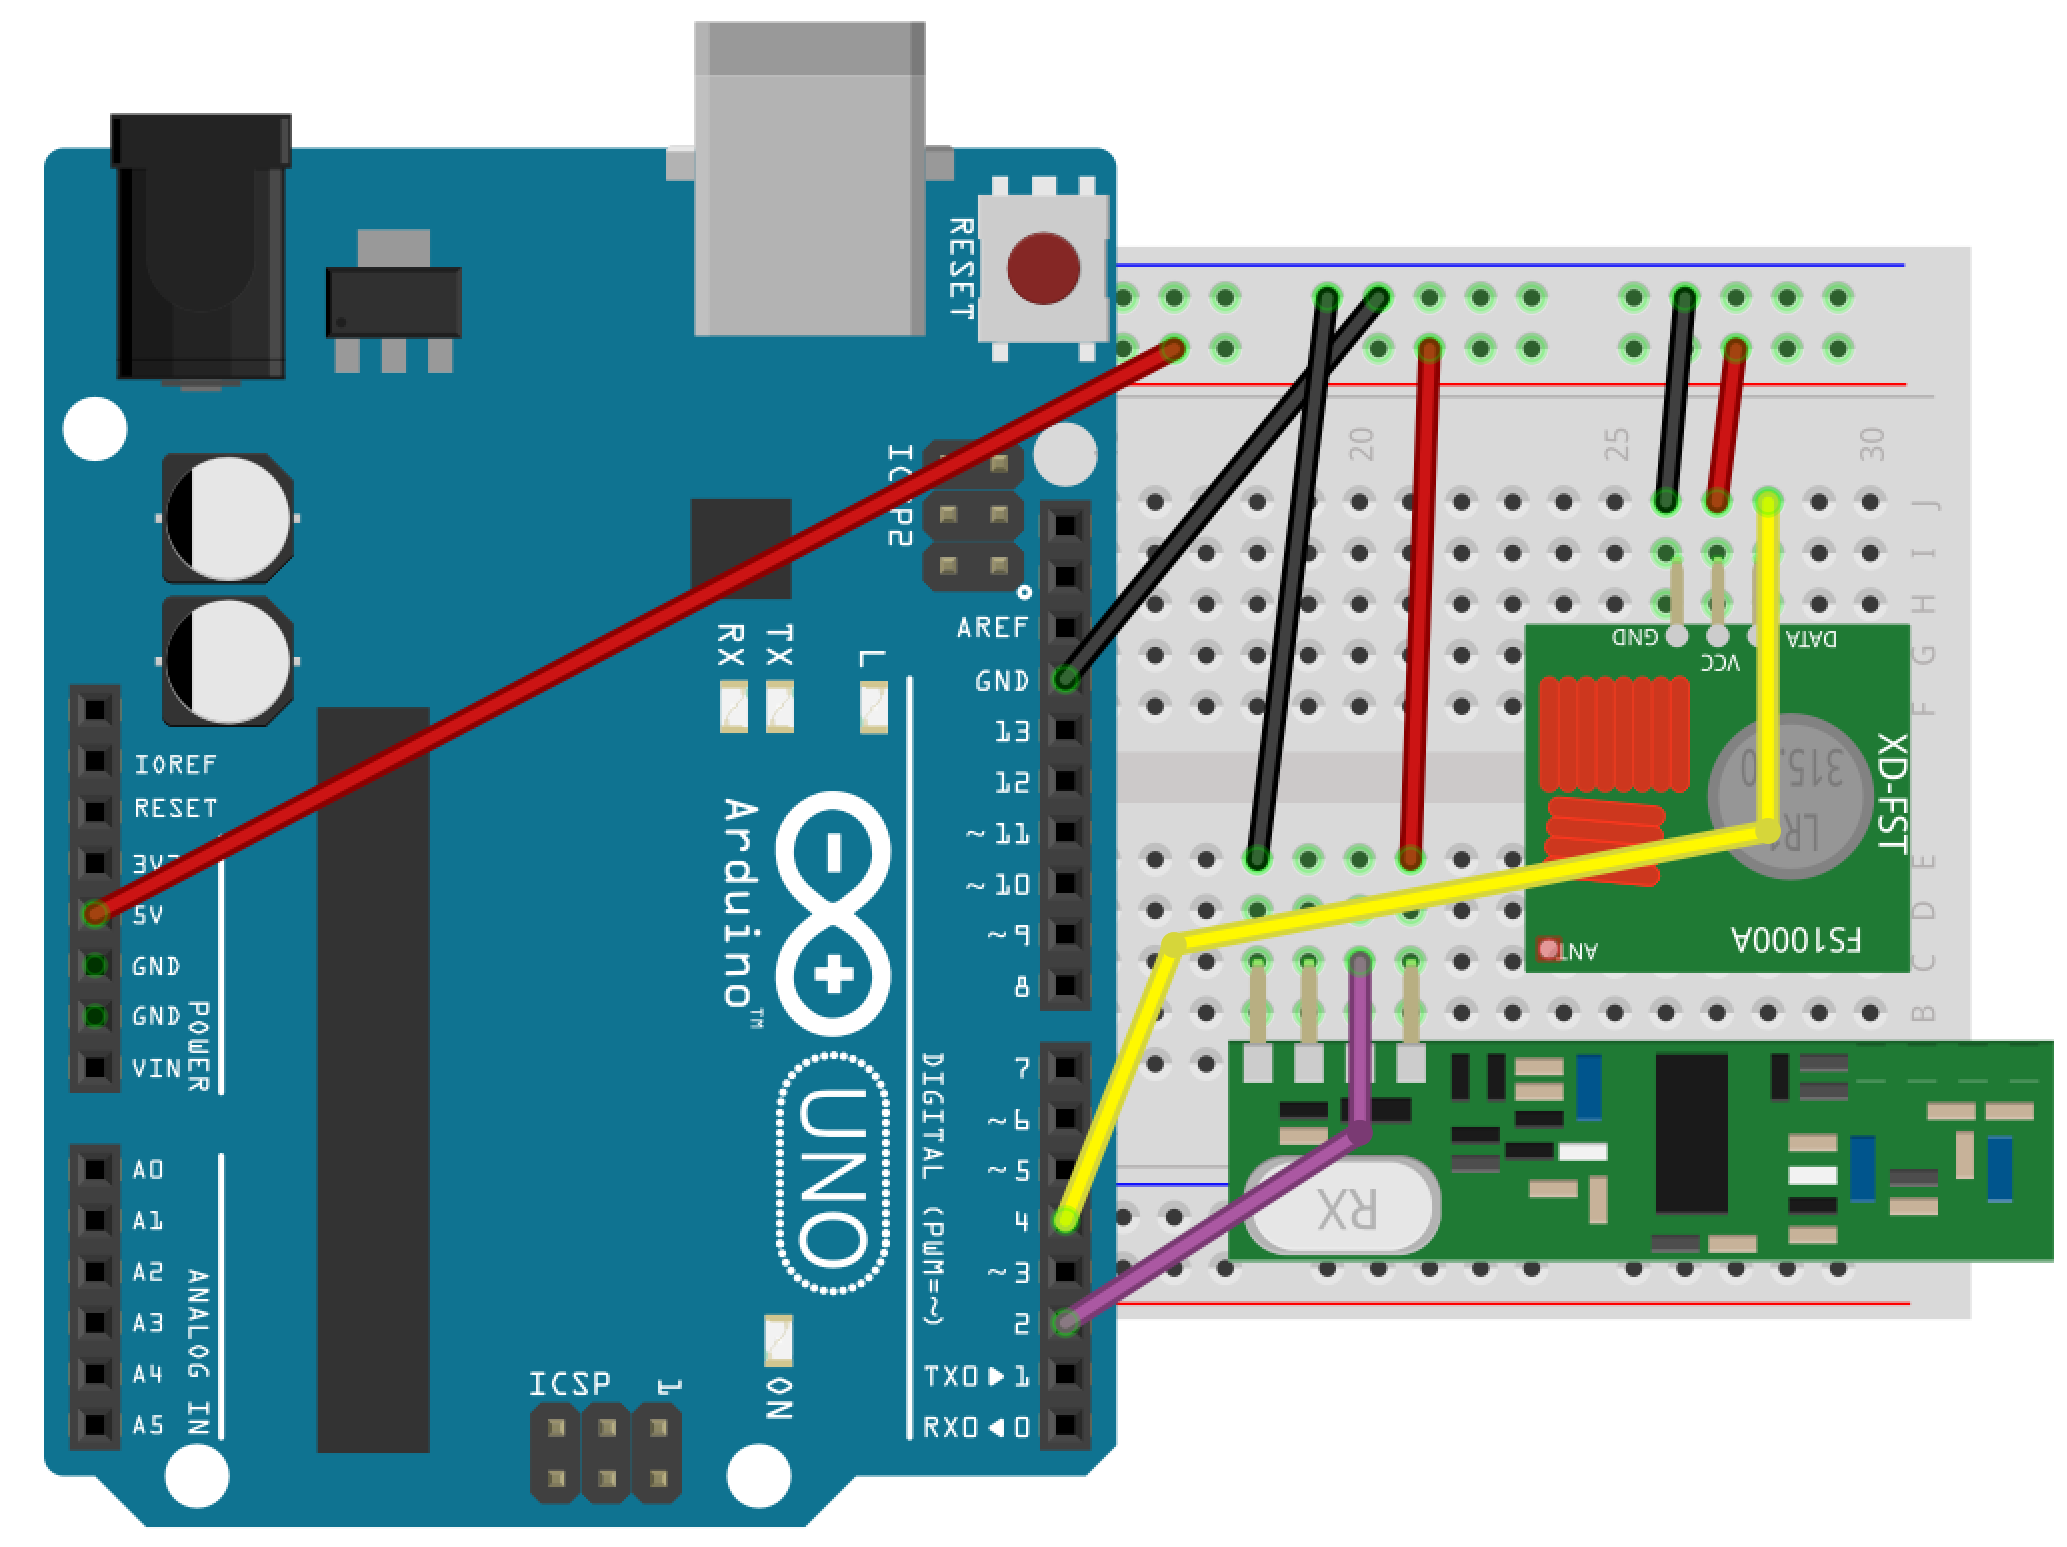 RESET
ICSP2
AREF
GND
13
12
~11
~10
~9
8
7
~6
~5
4
~3
2
TX0▶1
RX0◀0
DIGITAL (PWM=~)
RX
TX
L
Arduino™
UNO
ON
ICSP
1
IOREF
RESET
5V
GND
GND
VIN
POWER
A0
A1
A2
A3
A4
A5
ANALOG IN
20
25
30
J
I
H
G
F
E
D
C
B
GND
VCC
DATA
315.0
XD-FST
FS1000A
ANT
RX